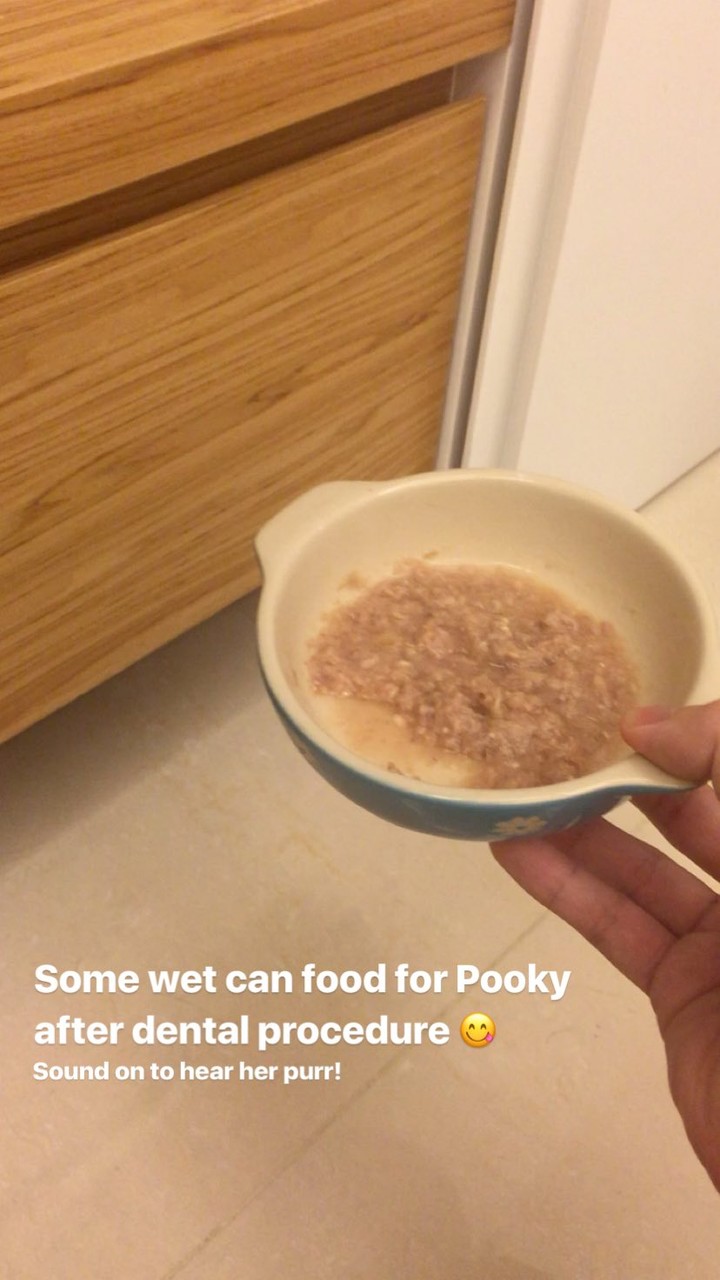 Some wet can food for Pooky
after dental procedure 😋
Sound on to hear her purr!